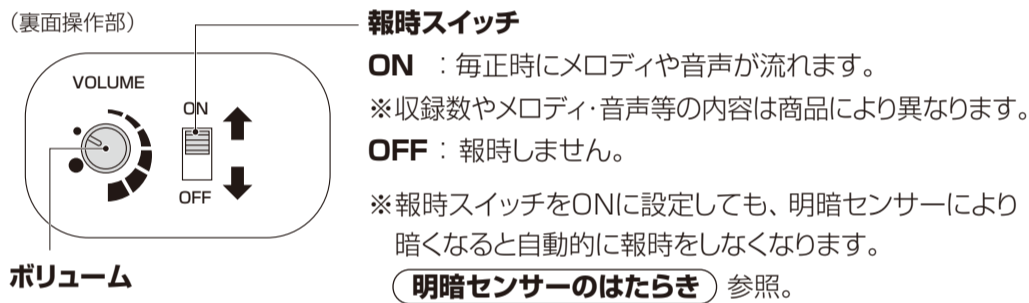 （裏面操作部）
報時スイッチ
VOLUME
ON
OFF
ボリューム
ON ：毎正時にメロディや音声が流れます。
※収録数やメロディ・音声等の内容は商品により異なります。
OFF：報時しません。
※報時スイッチをONに設定しても、明暗センサーにより
暗くなると自動的に報時をしなくなります。
明暗センサーのはたらき 参照。